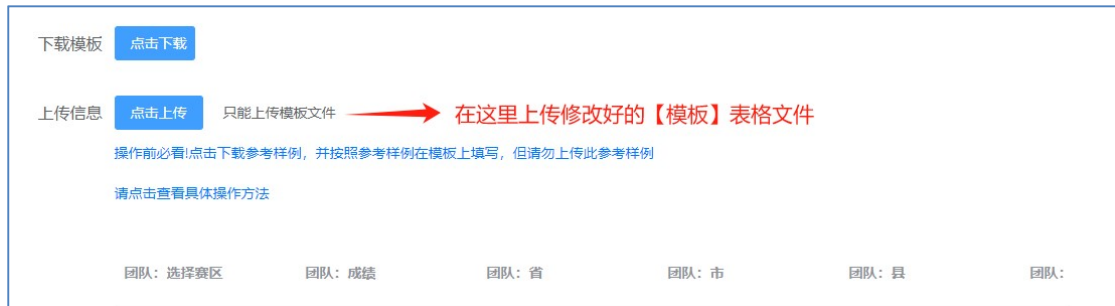 下载模板 点击下载
上传信息 点击上传 只能上传模板文件 在这里上传修改好的【模板】表格文件
操作前必看!点击下载参考样例，并按照参考样例在模板上填写，但请勿上传此参考样例
请点击查看具体操作方法
团队：选择赛区 团队：成绩 团队：省 团队：市 团队：县 团队：